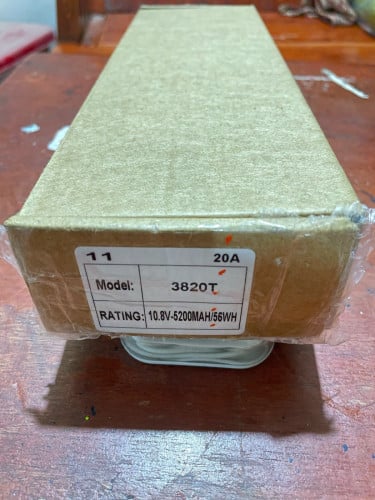 11 20A
Model: 3820T
RATING: 10.8V-5200MAH/56WH